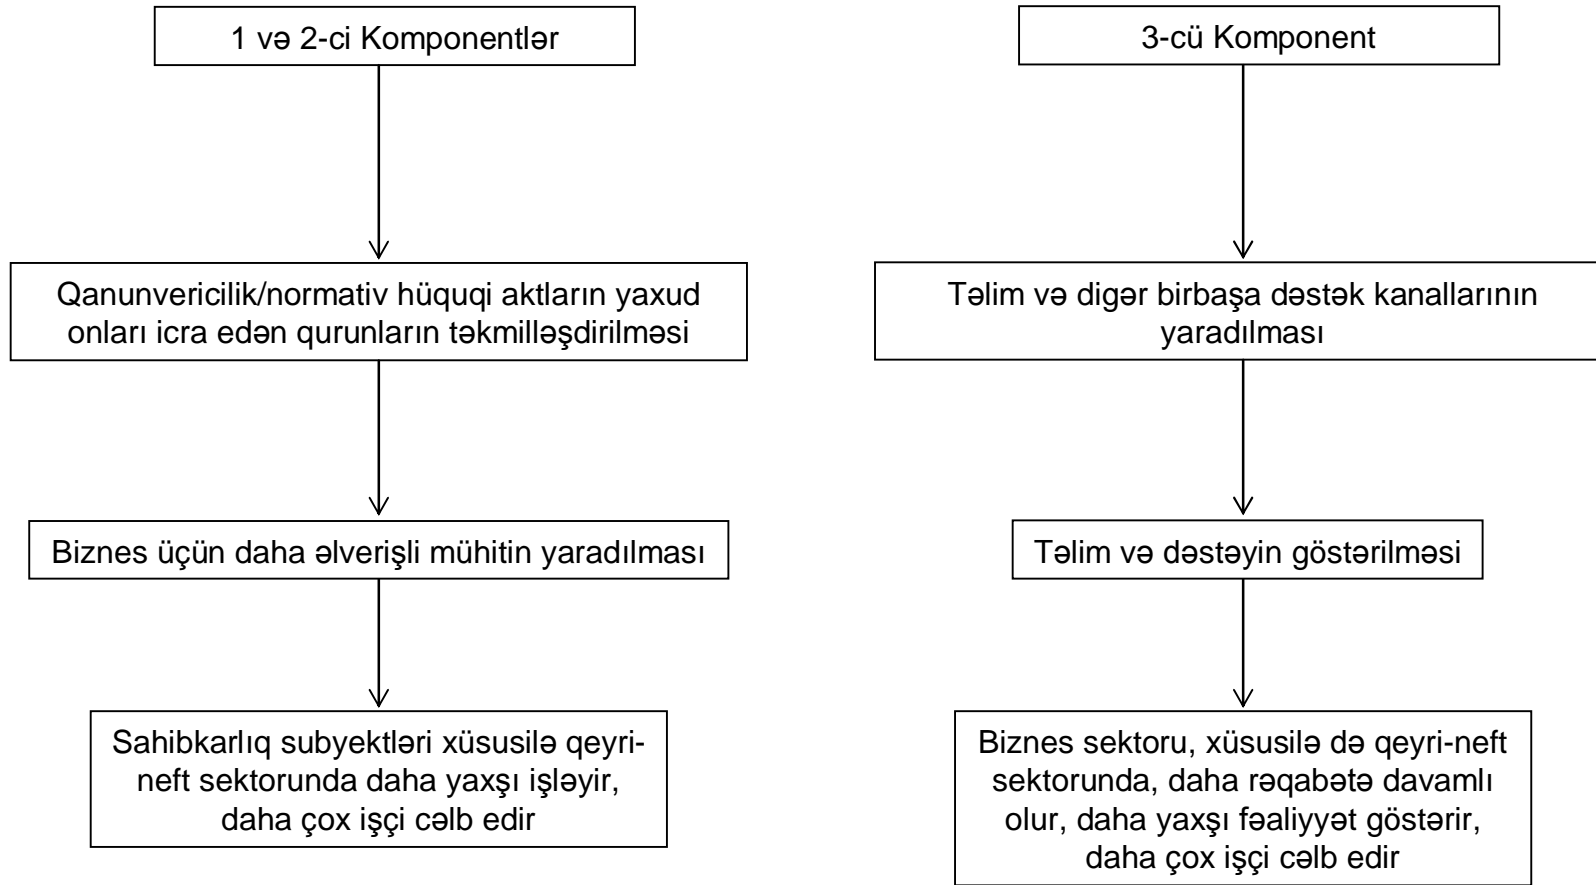 1 və 2-ci Komponentlər
Qanunvericilik/normativ hüquqi aktların yaxud
onları icra edən qurunların təkmilləşdirilməsi
Biznes üçün daha əlverişli mühitin yaradılması
Sahibkarlıq subyektləri xüsusilə qeyri-
neft sektorunda daha yaxşı işləyir,
daha çox işçi cəlb edir
3-cü Komponent
Təlim və digər birbaşa dəstək kanallarının
yaradılması
Təlim və dəstəyin göstərilməsi
Biznes sektoru, xüsusilə də qeyri-neft
sektorunda, daha rəqabətə davamlı
olur, daha yaxşı fəaliyyət göstərir,
daha çox işçi cəlb edir